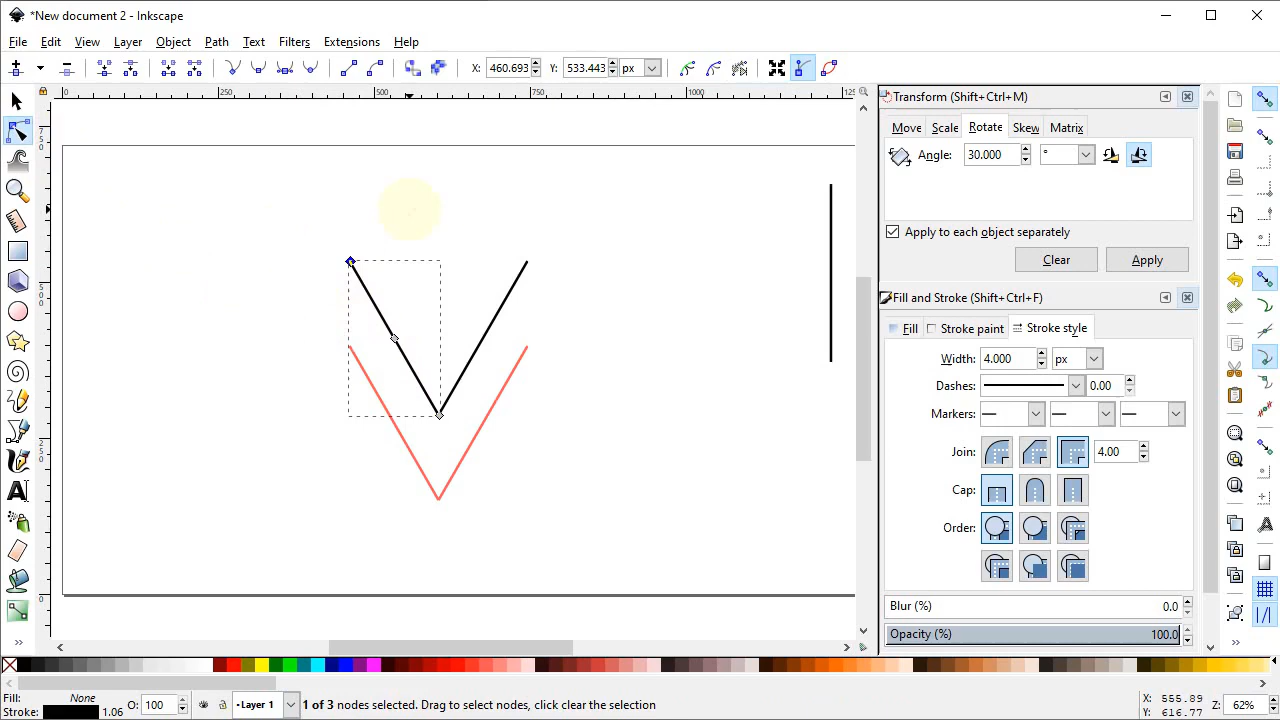 *New document 2 - Inkscape
File Edit View Layer Object Path Text Filters Extensions Help
X: 460.693 Y: 533.443 px
0 250 500 750 1000 125
Transform (Shift+Ctrl+M)
Move Scale Rotate Skew Matrix
Angle: 30.000 °
Apply to each object separately
Clear Apply
Fill and Stroke (Shift+Ctrl+F)
Fill Stroke paint Stroke style
Width: 4.000 px
Dashes: 0.00
Markers:
Join: 4.00
Cap:
Order:
Blur (%) 0.0
Opacity (%) 100.0
Fill: None
Stroke: 1.06
O: 100
Layer 1
1 of 3 nodes selected. Drag to select nodes, click clear the selection
X: 555.89
Y: 616.77
Z: 62%